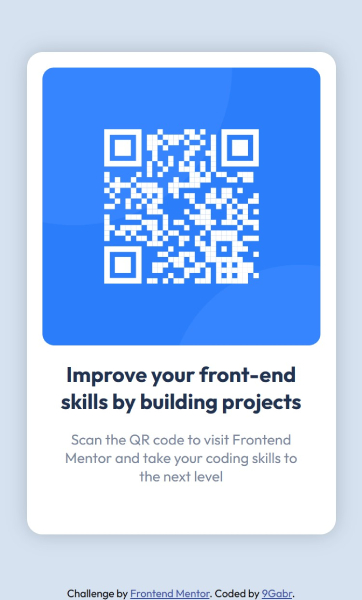 Improve your front-end
skills by building projects
Scan the QR code to visit Frontend
Mentor and take your coding skills to
the next level
Challenge by Frontend Mentor. Coded by 9Gabr.